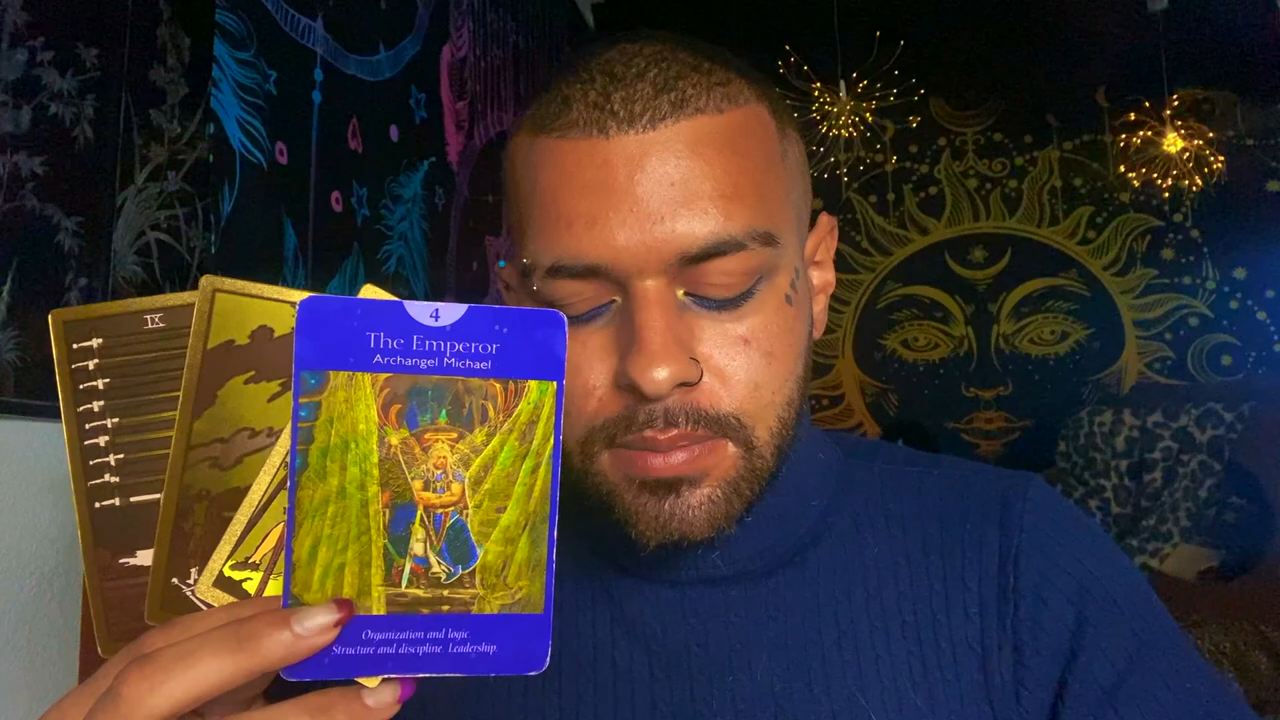 IX
4
The Emperor
Archangel Michael
Organization and logic
Structure and discipline. Leadership.